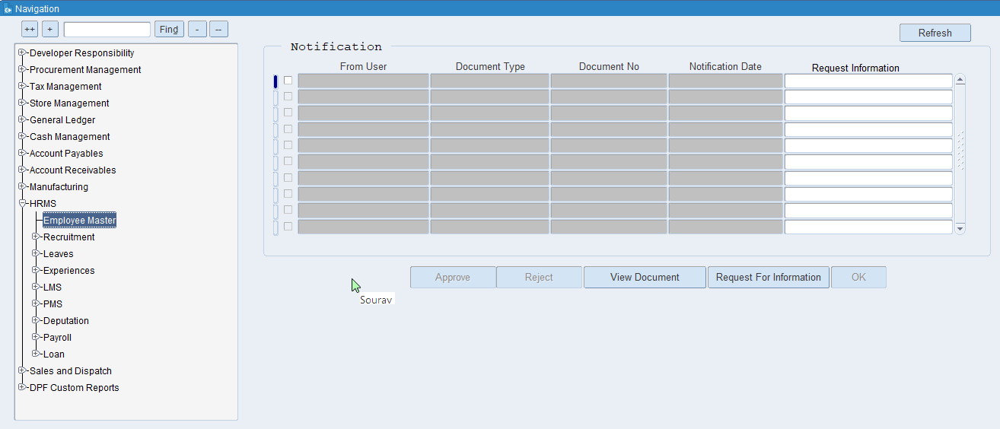 Navigation
++ + Find - --
Refresh
Developer Responsibility
Procurement Management
Tax Management
Store Management
General Ledger
Cash Management
Account Payables
Account Receivables
Manufacturing
HRMS
Employee Master
Recruitment
Leaves
Experiences
LMS
PMS
Deputation
Payroll
Loan
Sales and Dispatch
DPF Custom Reports
Notification
From User Document Type Document No Notification Date Request Information
Approve Reject View Document Request For Information OK
Sourav